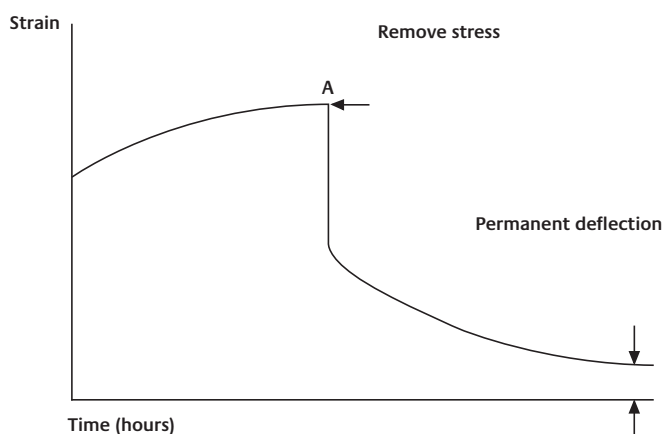 Strain
Remove stress
A
Permanent deflection
Time (hours)